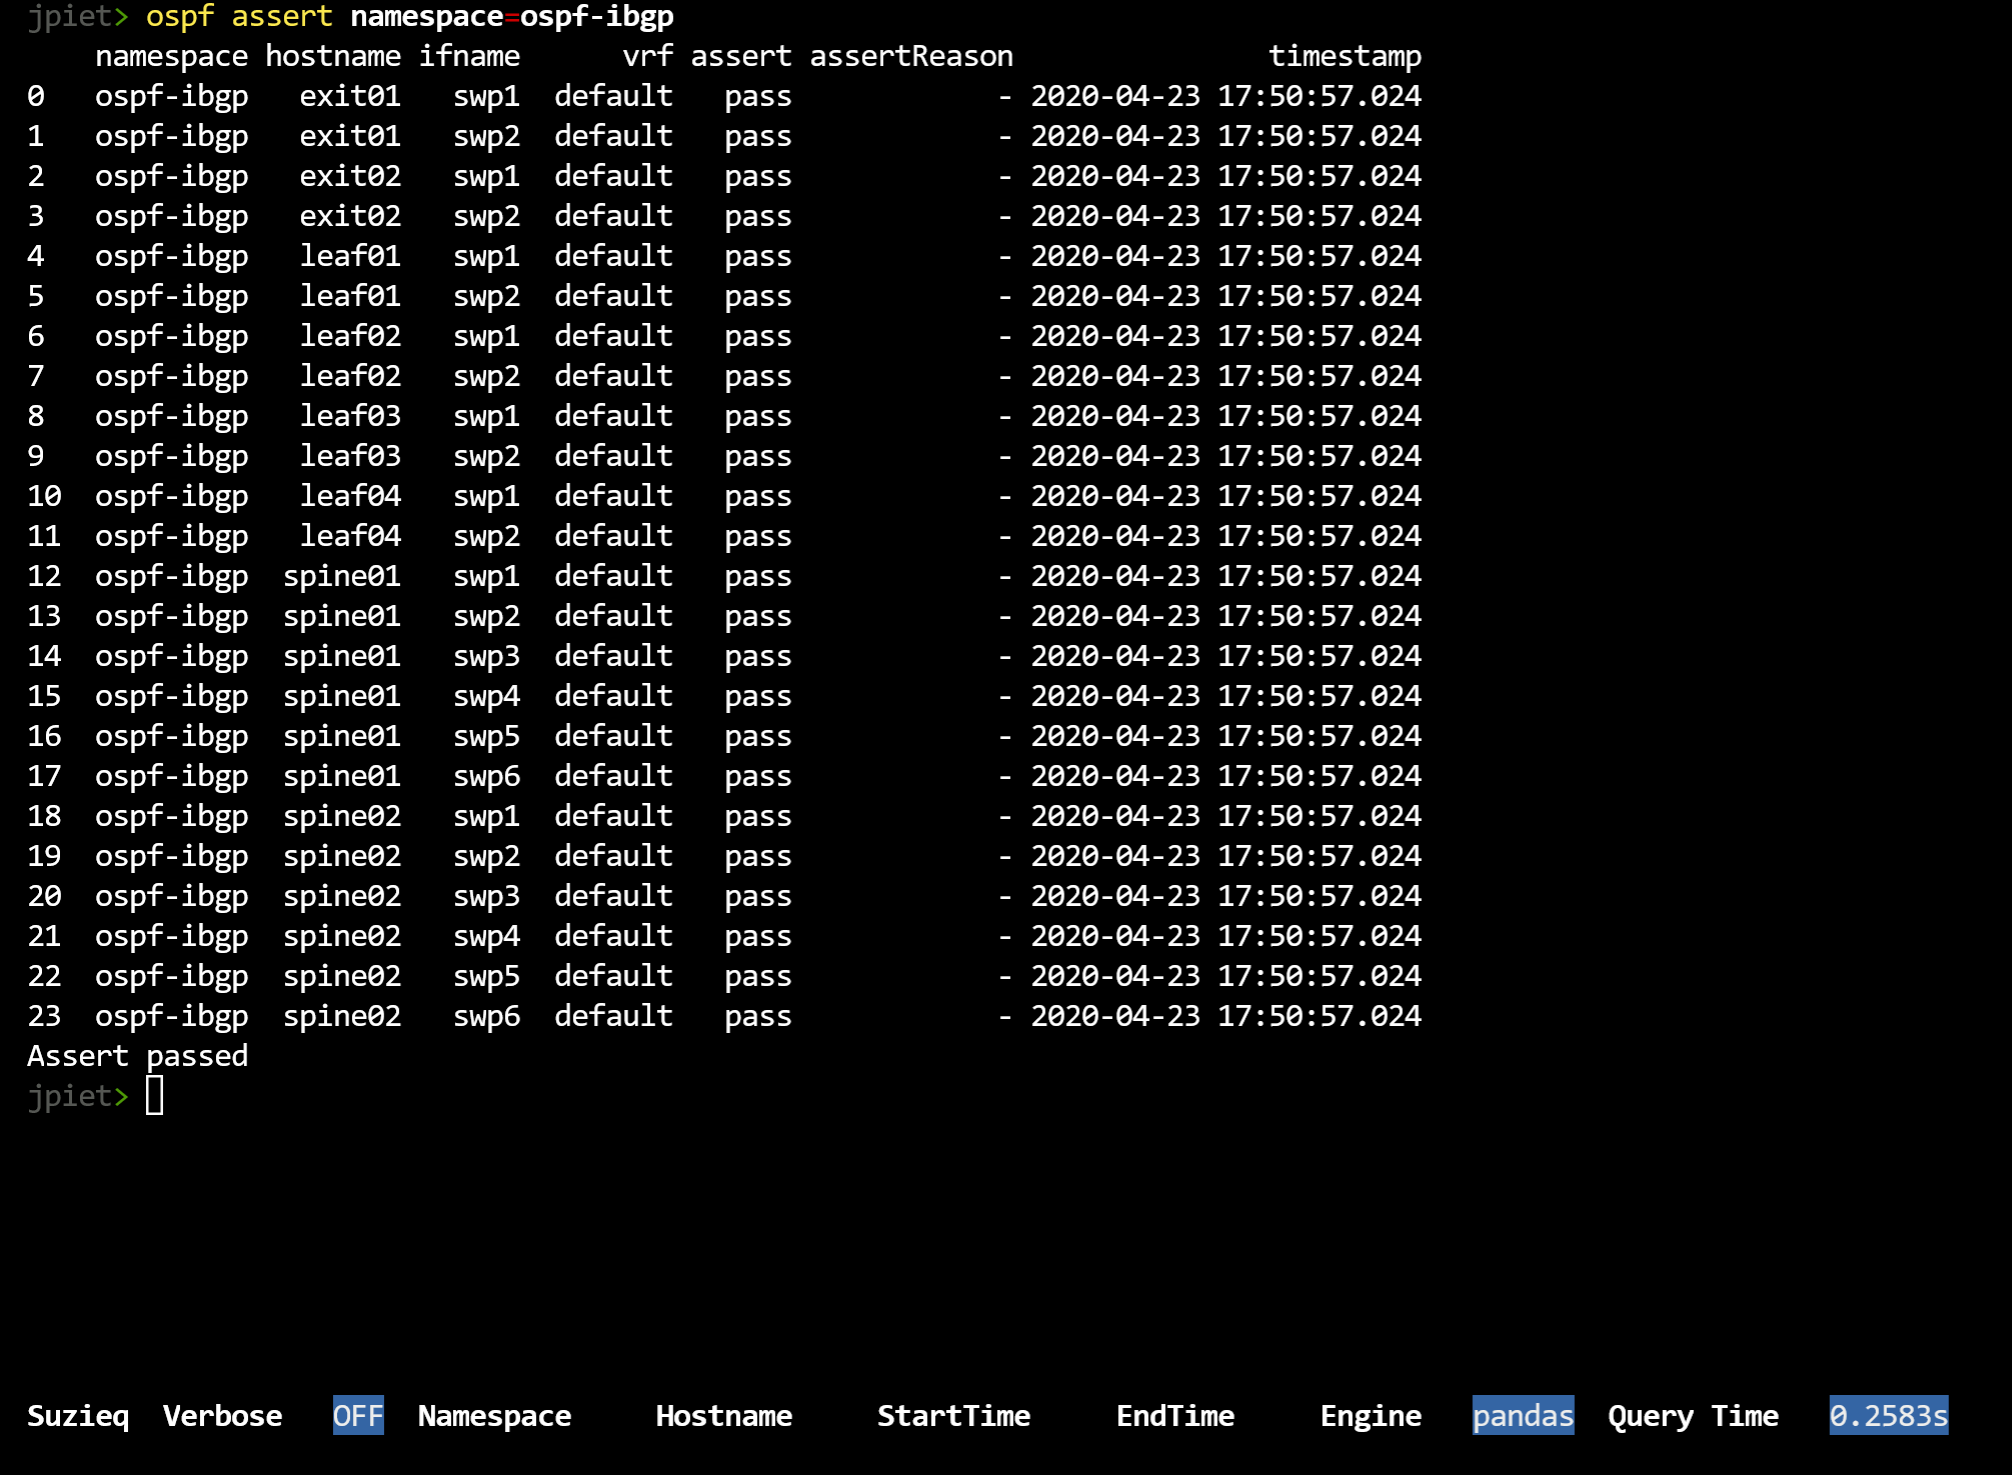 jpiet> ospf assert namespace=ospf-ibgp
namespace hostname ifname vrf assert assertReason timestamp
0 ospf-ibgp exit01 swp1 default pass - 2020-04-23 17:50:57.024
1 ospf-ibgp exit01 swp2 default pass - 2020-04-23 17:50:57.024
2 ospf-ibgp exit02 swp1 default pass - 2020-04-23 17:50:57.024
3 ospf-ibgp exit02 swp2 default pass - 2020-04-23 17:50:57.024
4 ospf-ibgp leaf01 swp1 default pass - 2020-04-23 17:50:57.024
5 ospf-ibgp leaf01 swp2 default pass - 2020-04-23 17:50:57.024
6 ospf-ibgp leaf02 swp1 default pass - 2020-04-23 17:50:57.024
7 ospf-ibgp leaf02 swp2 default pass - 2020-04-23 17:50:57.024
8 ospf-ibgp leaf03 swp1 default pass - 2020-04-23 17:50:57.024
9 ospf-ibgp leaf03 swp2 default pass - 2020-04-23 17:50:57.024
10 ospf-ibgp leaf04 swp1 default pass - 2020-04-23 17:50:57.024
11 ospf-ibgp leaf04 swp2 default pass - 2020-04-23 17:50:57.024
12 ospf-ibgp spine01 swp1 default pass - 2020-04-23 17:50:57.024
13 ospf-ibgp spine01 swp2 default pass - 2020-04-23 17:50:57.024
14 ospf-ibgp spine01 swp3 default pass - 2020-04-23 17:50:57.024
15 ospf-ibgp spine01 swp4 default pass - 2020-04-23 17:50:57.024
16 ospf-ibgp spine01 swp5 default pass - 2020-04-23 17:50:57.024
17 ospf-ibgp spine01 swp6 default pass - 2020-04-23 17:50:57.024
18 ospf-ibgp spine02 swp1 default pass - 2020-04-23 17:50:57.024
19 ospf-ibgp spine02 swp2 default pass - 2020-04-23 17:50:57.024
20 ospf-ibgp spine02 swp3 default pass - 2020-04-23 17:50:57.024
21 ospf-ibgp spine02 swp4 default pass - 2020-04-23 17:50:57.024
22 ospf-ibgp spine02 swp5 default pass - 2020-04-23 17:50:57.024
23 ospf-ibgp spine02 swp6 default pass - 2020-04-23 17:50:57.024
Assert passed
jpiet>
Suzieq Verbose OFF Namespace Hostname StartTime EndTime Engine pandas Query Time 0.2583s